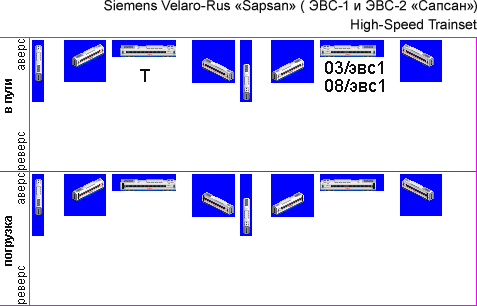 Siemens Velaro-Rus «Sapsan» ( ЭВС-1 и ЭВС-2 «Сапсан»)
High-Speed Trainset
в пути
аверс
реверс
T
03/эвс1
08/эвс1
погрузка
аверс
реверс